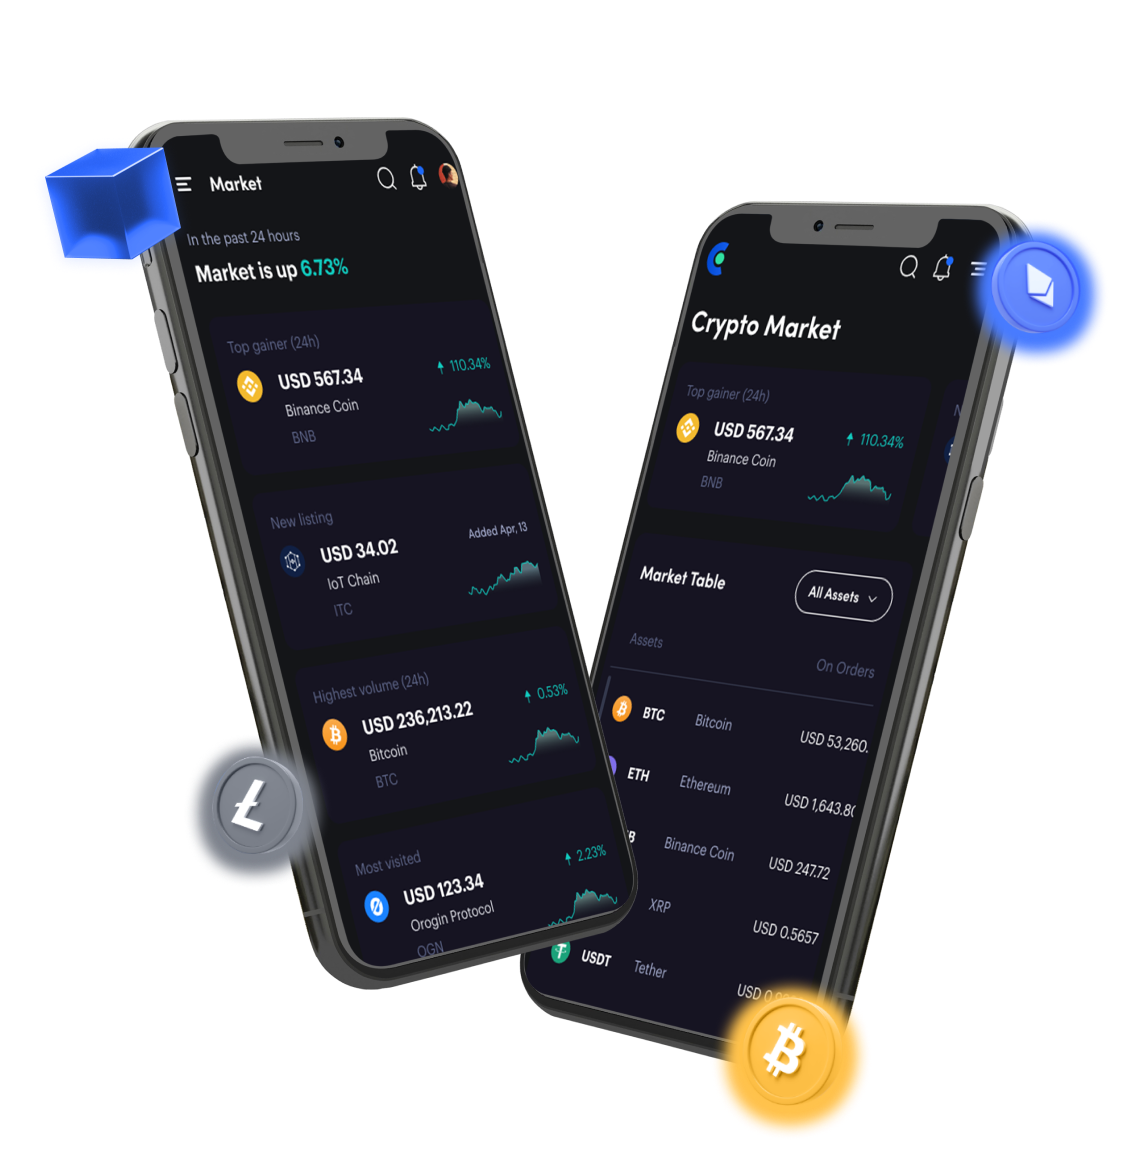 Market
In the past 24 hours
Market is up 6.73%
Top gainer (24h)
USD 567.34
110.34%
Binance Coin
BNB
New listing
Added Apr, 13
USD 34.02
IoT Chain
ITC
Highest volume (24h)
USD 236,213.22
0.53%
Bitcoin
BTC
Most visited
2.23%
USD 123.34
Orogin Protocol
OGN
Crypto Market
Top gainer (24h)
USD 567.34
110.34%
Binance Coin
BNB
N
Market Table
All Assets
Assets
On Orders
BTC Bitcoin USD 53,260.
ETH Ethereum USD 1,643.80
B Binance Coin USD 247.72
XRP USD 0.5657
USDT Tether USD 0.